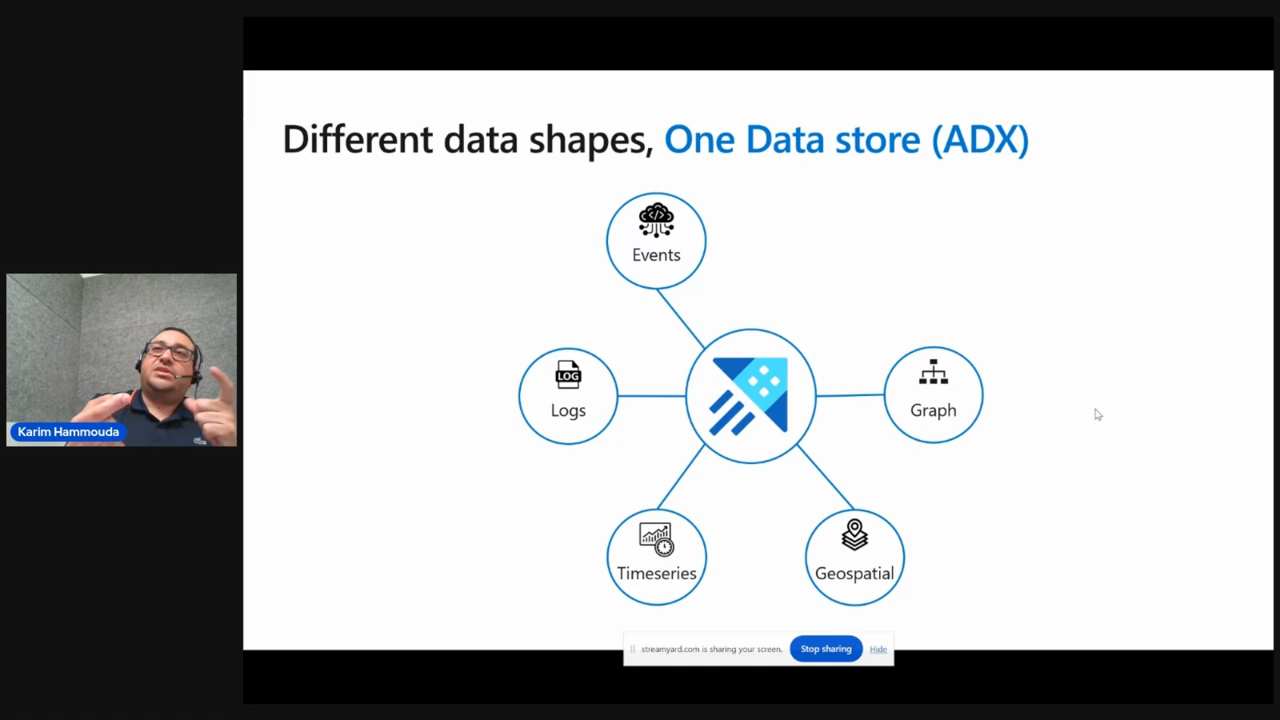 Different data shapes, One Data store (ADX)
Events
LOG
Logs
Graph
Timeseries
Geospatial
Karim Hammouda
streamyard.com is sharing your screen.
Stop sharing
Hide